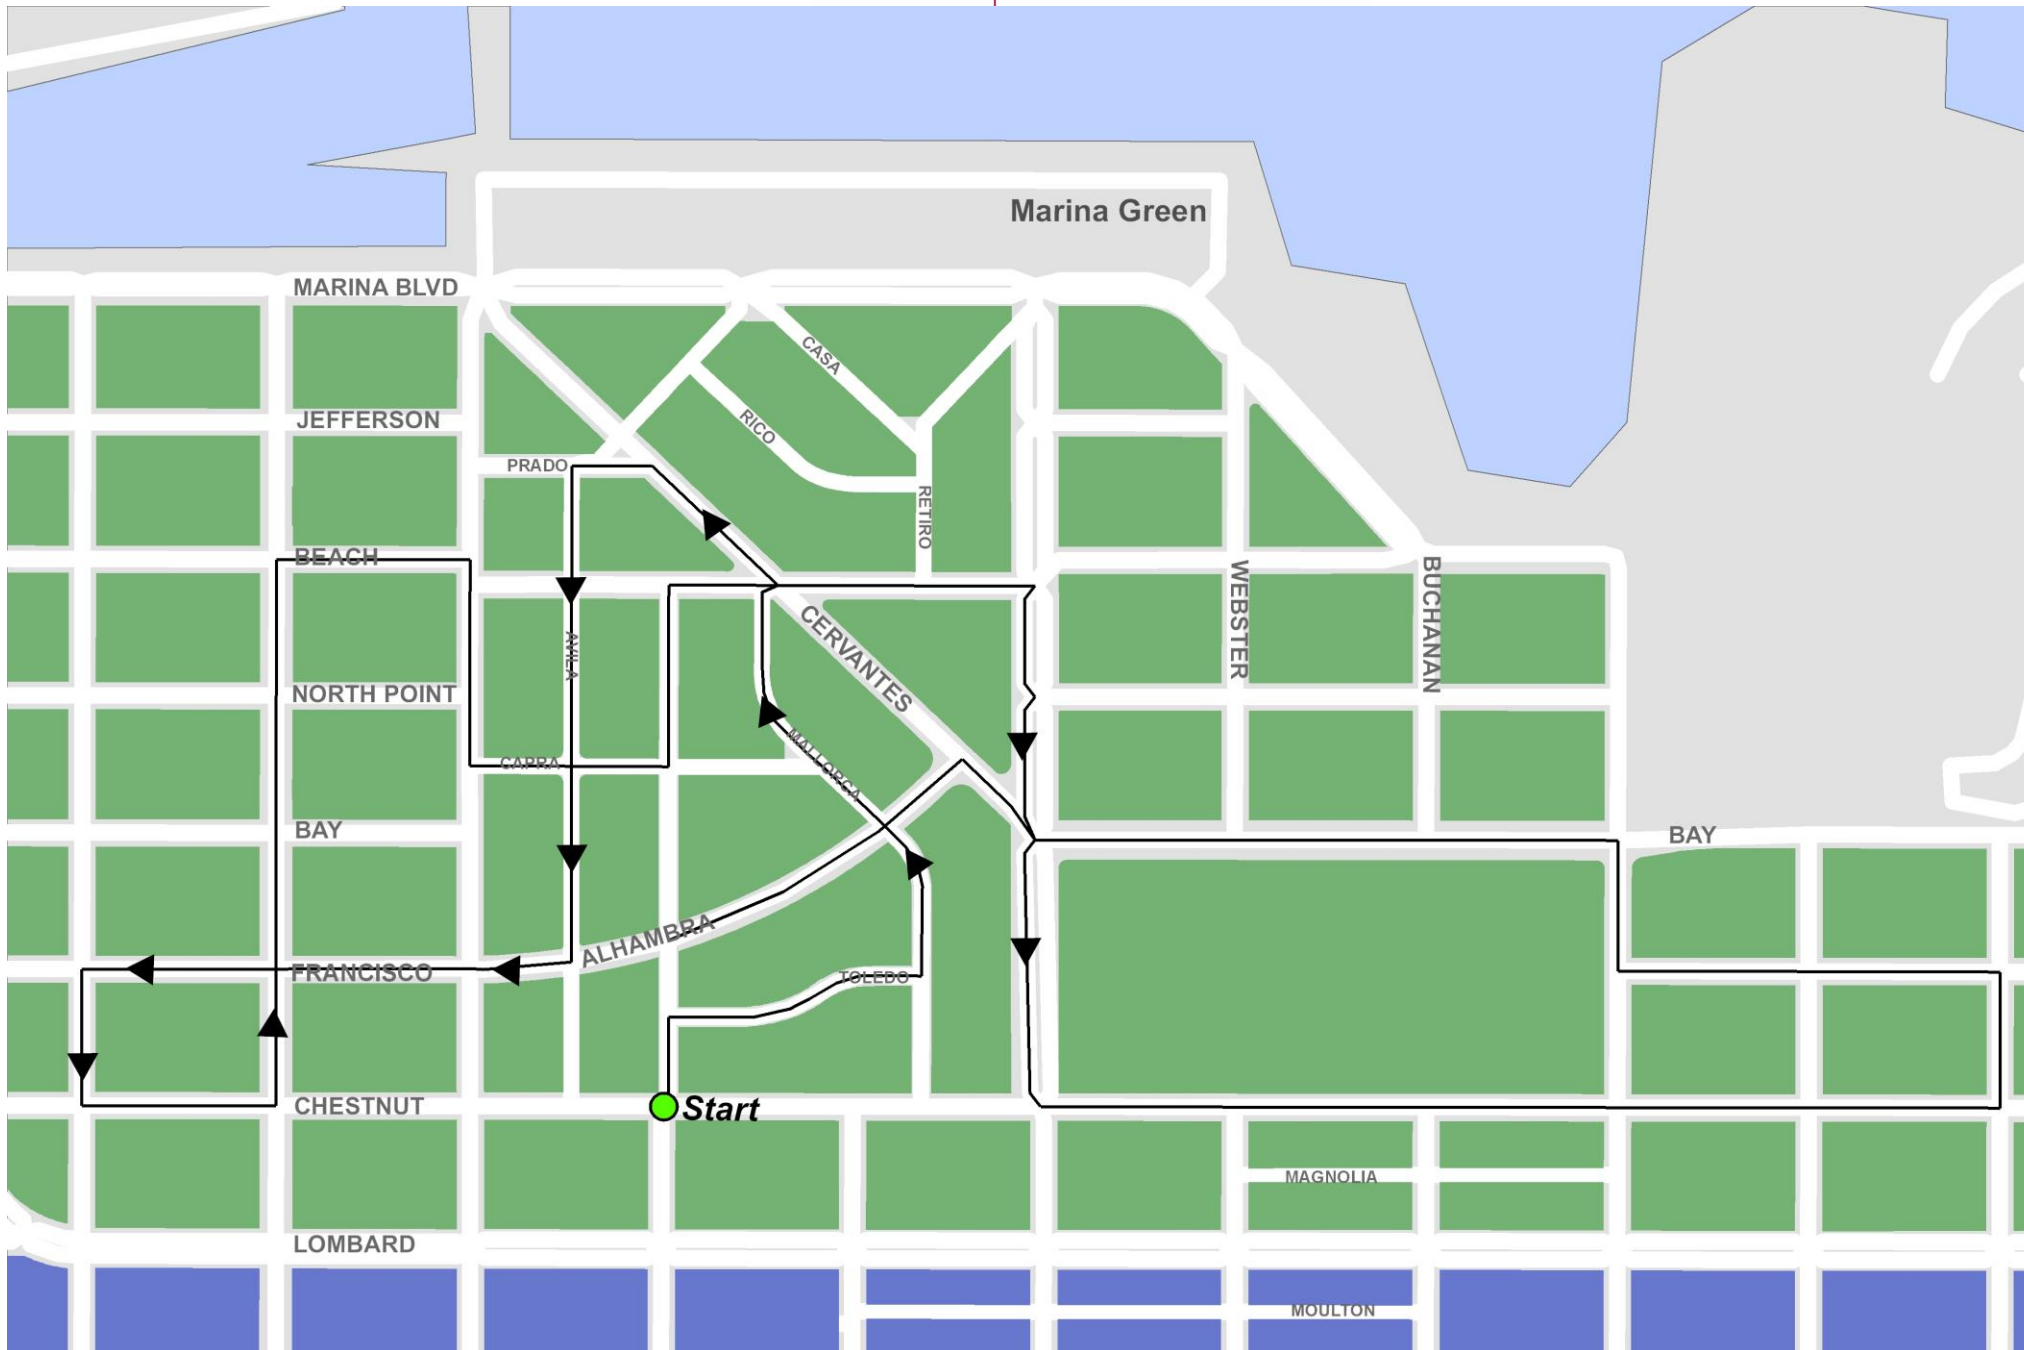 Marina Green
MARINA BLVD
CASA
JEFFERSON
RICO
PRADO
RETIRO
BEACH
WEBSTER
BUCHANAN
AVILA
CERVANTES
NORTH POINT
MALLORCA
CAPRA
BAY
BAY
ALHAMBRA
FRANCISCO
TOLEDO
CHESTNUT
Start
MAGNOLIA
LOMBARD
MOULTON